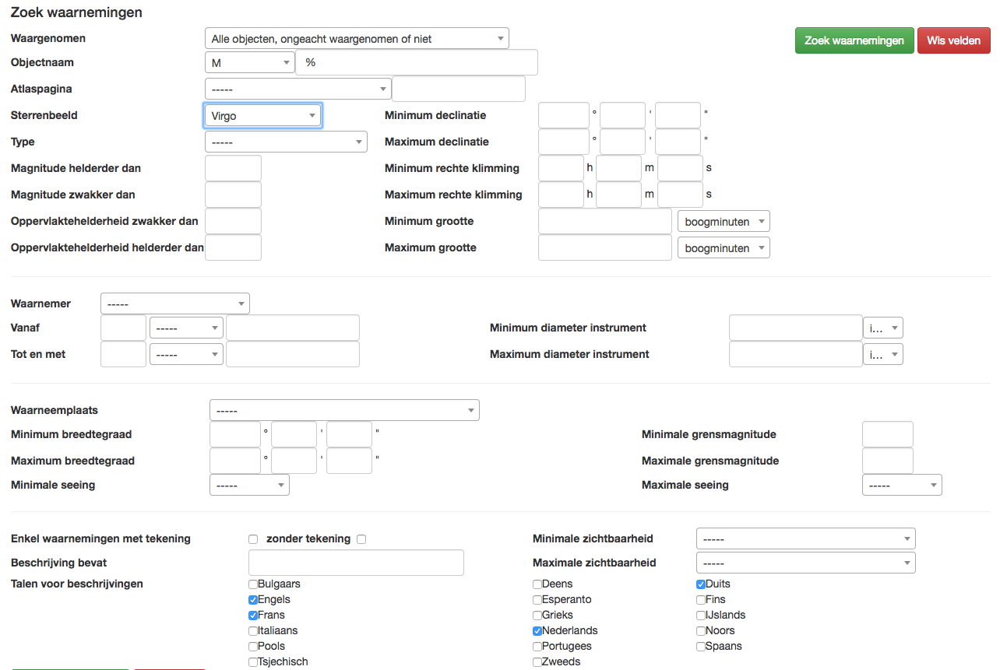 Zoek waarnemingen
Waargenomen Alle objecten, ongeacht waargenomen of niet Zoek waarnemingen Wis velden
Objectnaam M %
Atlaspagina -----
Sterrenbeeld Virgo Minimum declinatie ° ' "
Type ----- Maximum declinatie ° ' "
Magnitude helderder dan Minimum rechte klimming h m s
Magnitude zwakker dan Maximum rechte klimming h m s
Oppervlaktehelderheid zwakker dan Minimum grootte boogminuten
Oppervlaktehelderheid helderder dan Maximum grootte boogminuten
Waarnemer -----
Vanaf ----- Minimum diameter instrument i...
Tot en met ----- Maximum diameter instrument i...
Waarneemplaats -----
Minimum breedtegraad ° ' " Minimale grensmagnitude
Maximum breedtegraad ° ' " Maximale grensmagnitude
Minimale seeing ----- Maximale seeing -----
Enkel waarnemingen met tekening zonder tekening Minimale zichtbaarheid -----
Beschrijving bevat Maximale zichtbaarheid -----
Talen voor beschrijvingen Bulgaars Deens Duits
Engels Esperanto Fins
Frans Grieks IJslands
Italiaans Nederlands Noors
Pools Portugees Spaans
Tsjechisch Zweeds